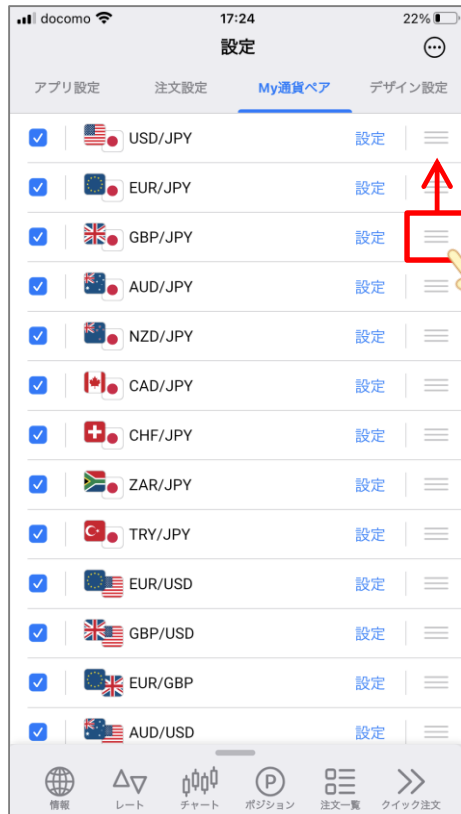 docomo 17:24 22%
設定
アプリ設定 注文設定 My通貨ペア デザイン設定
USD/JPY 設定
EUR/JPY 設定
GBP/JPY 設定
AUD/JPY 設定
NZD/JPY 設定
CAD/JPY 設定
CHF/JPY 設定
ZAR/JPY 設定
TRY/JPY 設定
EUR/USD 設定
GBP/USD 設定
EUR/GBP 設定
AUD/USD 設定
P
情報 レート チャート ポジション 注文一覧 クイック注文